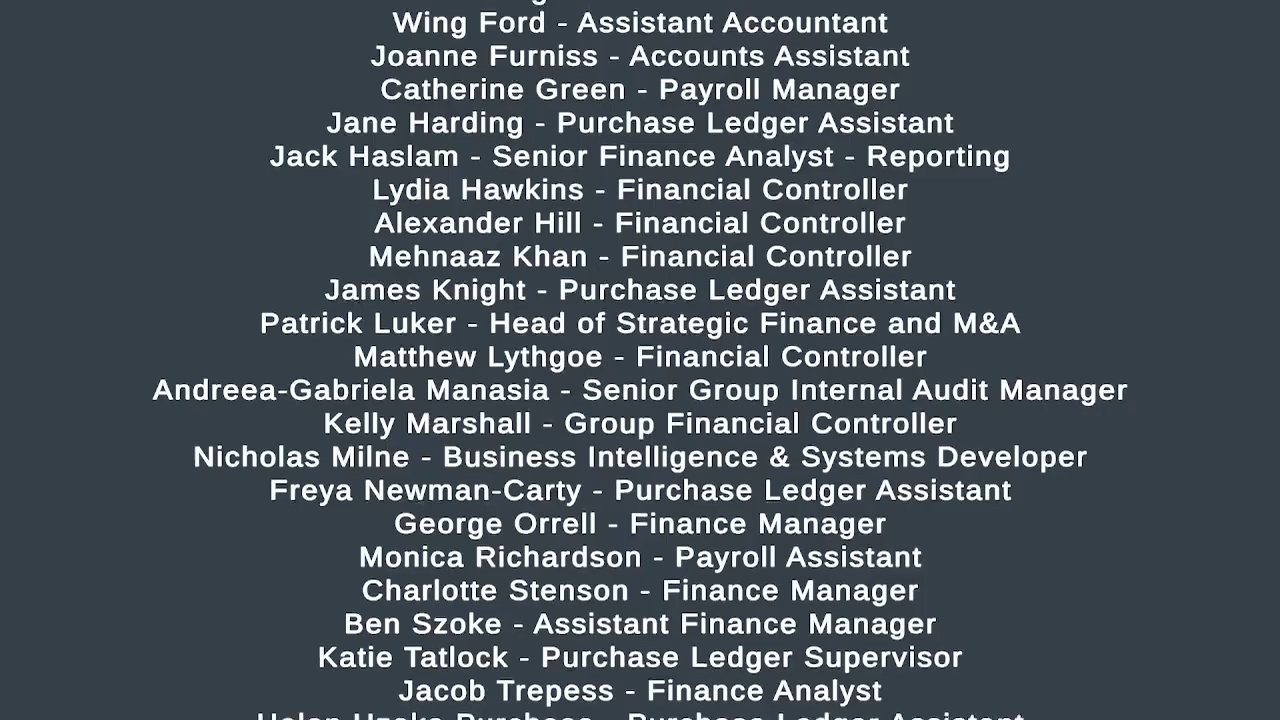 Wing Ford - Assistant Accountant
Joanne Furniss - Accounts Assistant
Catherine Green - Payroll Manager
Jane Harding - Purchase Ledger Assistant
Jack Haslam - Senior Finance Analyst - Reporting
Lydia Hawkins - Financial Controller
Alexander Hill - Financial Controller
Mehnaaz Khan - Financial Controller
James Knight - Purchase Ledger Assistant
Patrick Luker - Head of Strategic Finance and M&A
Matthew Lythgoe - Financial Controller
Andreea-Gabriela Manasia - Senior Group Internal Audit Manager
Kelly Marshall - Group Financial Controller
Nicholas Milne - Business Intelligence & Systems Developer
Freya Newman-Carty - Purchase Ledger Assistant
George Orrell - Finance Manager
Monica Richardson - Payroll Assistant
Charlotte Stenson - Finance Manager
Ben Szoke - Assistant Finance Manager
Katie Tatlock - Purchase Ledger Supervisor
Jacob Trepess - Finance Analyst
Purchase - Purchase Ledger Assistant